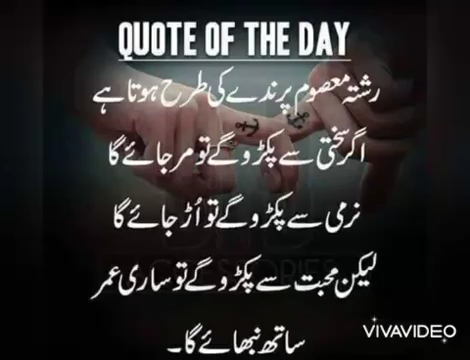 QUOTE OF THE DAY
رشتہ معصوم پرندے کی طرح ہوتا ہے
اگر سختی سے پکڑو گے تو مر جائے گا
نرمی سے پکڑو گے تو اُڑ جائے گا
لیکن محبت سے پکڑو گے تو ساری عمر
ساتھ نبھائے گا۔
VIVAVIDEO